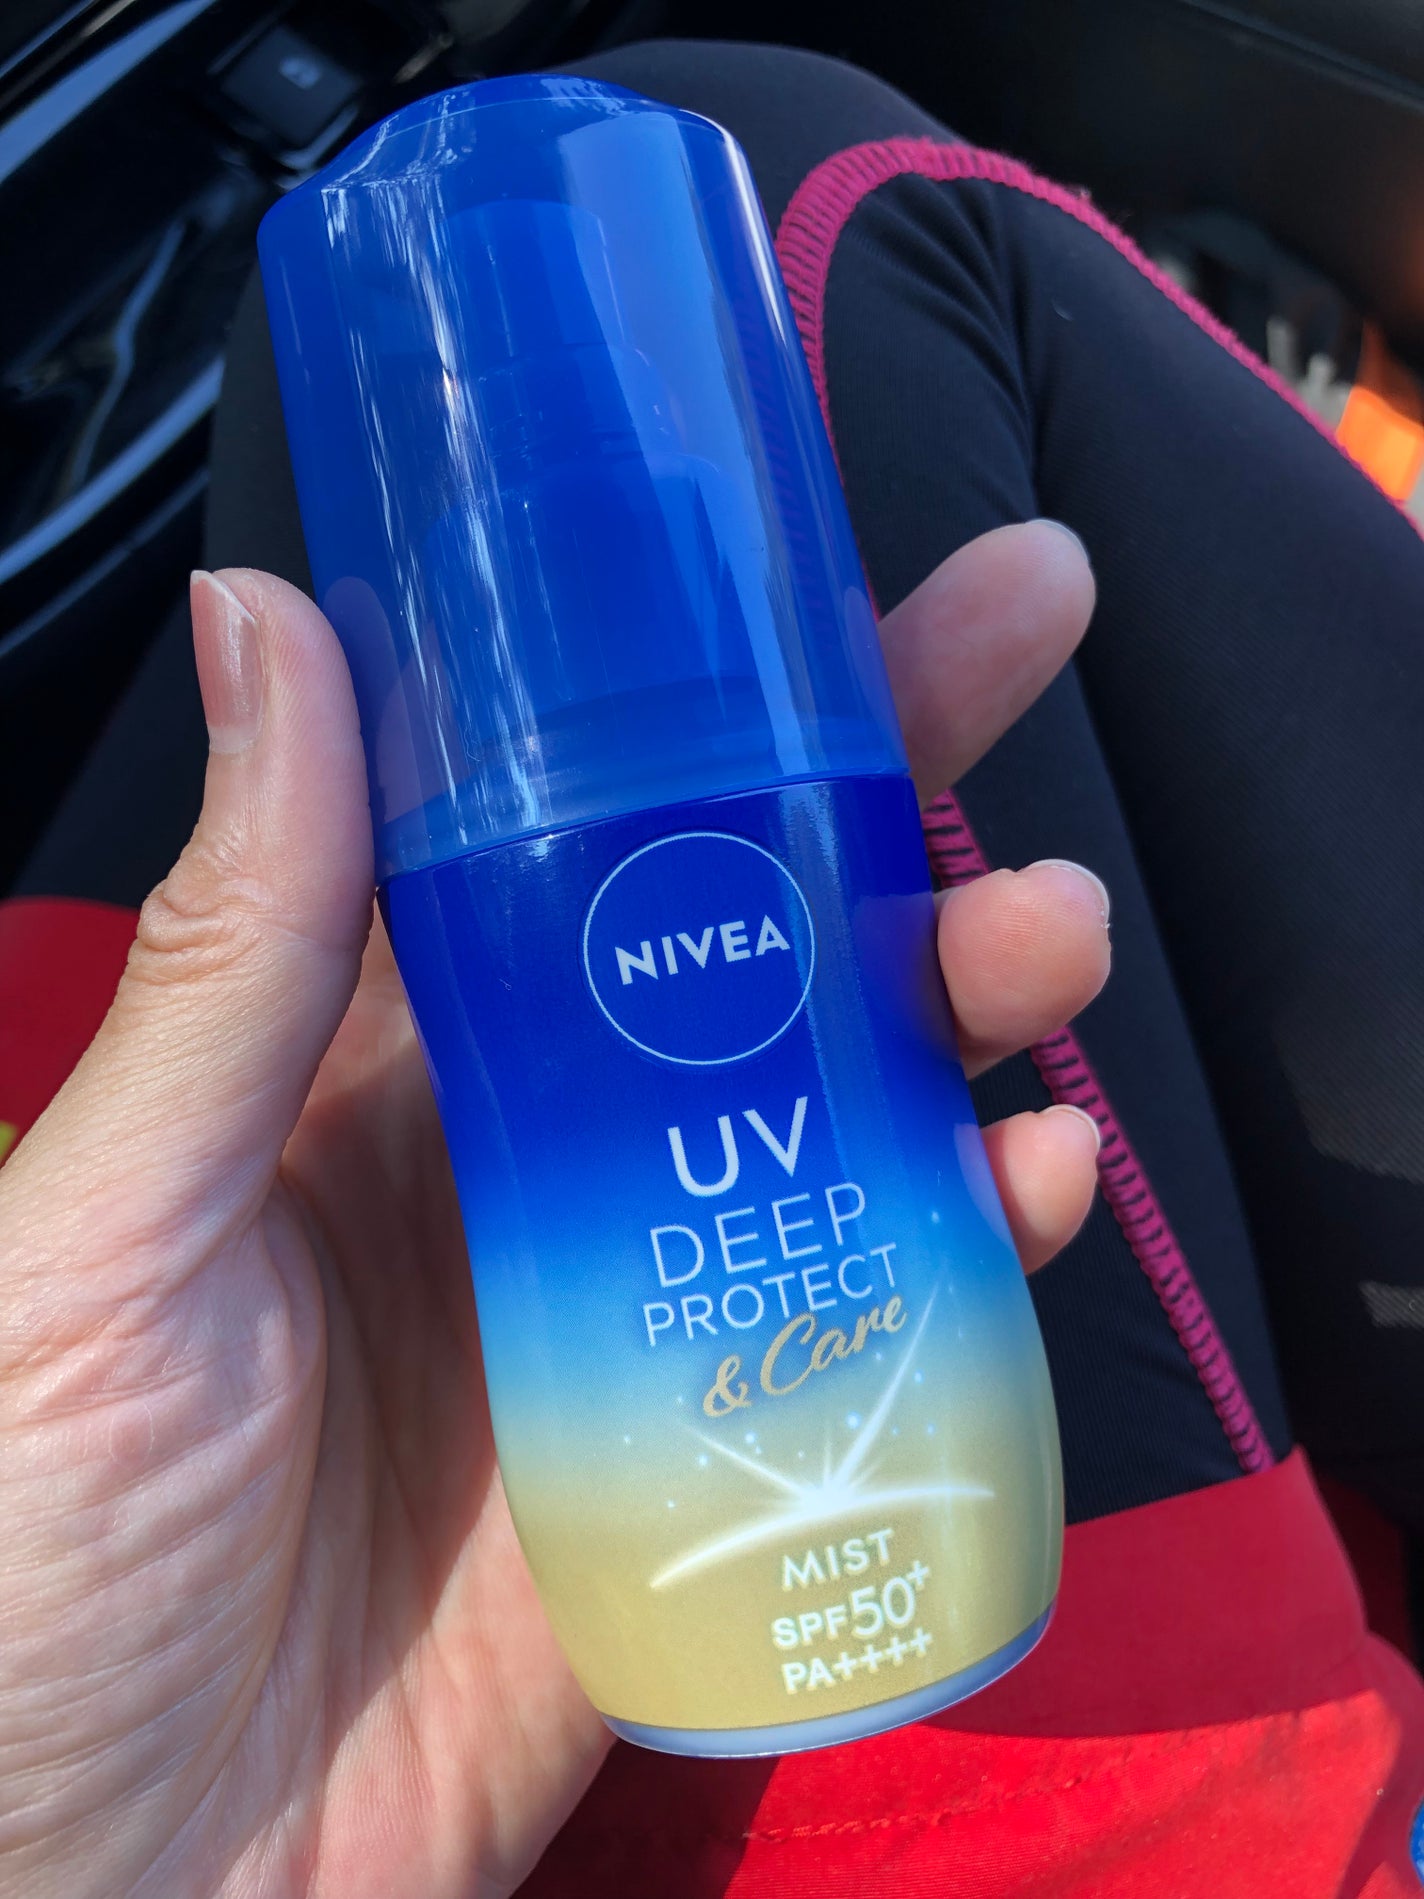 NIVEA
UV
DEEP
PROTECT
& Care
MIST
SPF50+
PA++++